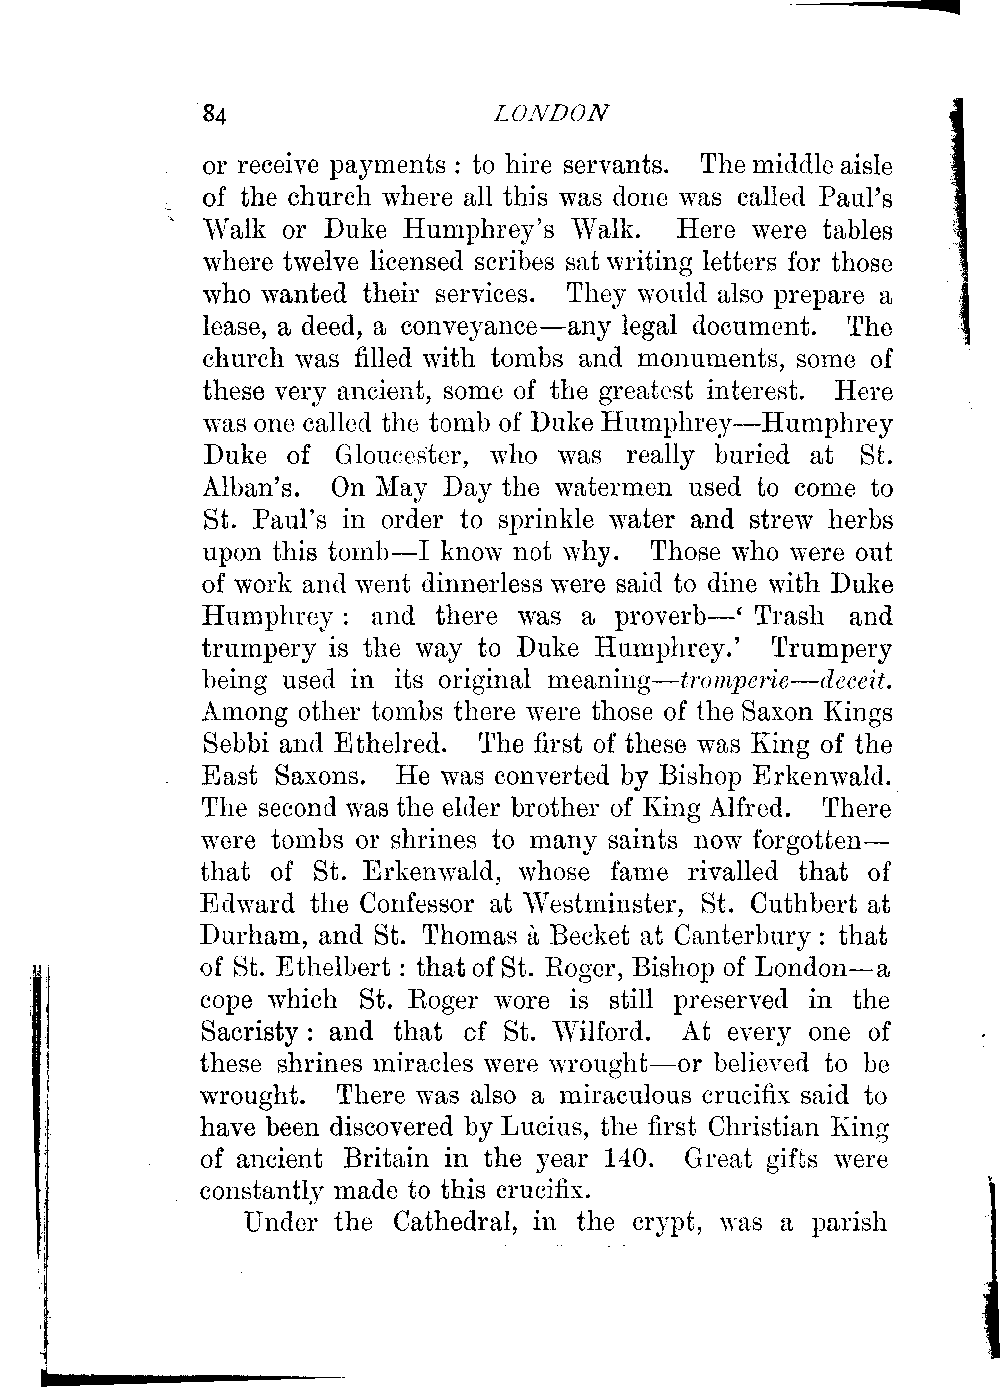 84 LONDON
or receive payments : to hire servants. The middle aisle
of the church where all this was done was called Paul's
Walk or Duke Humphrey's Walk. Here were tables
where twelve licensed scribes sat writing letters for those
who wanted their services. They would also prepare a
lease, a deed, a conveyance—any legal document. The
church was filled with tombs and monuments, some of
these very ancient, some of the greatest interest. Here
was one called the tomb of Duke Humphrey—Humphrey
Duke of Gloucester, who was really buried at St.
Alban's. On May Day the watermen used to come to
St. Paul's in order to sprinkle water and strew herbs
upon this tomb—I know not why. Those who were out
of work and went dinnerless were said to dine with Duke
Humphrey : and there was a proverb—‘ Trash and
trumpery is the way to Duke Humphrey.’ Trumpery
being used in its original meaning—tromperie—deceit.
Among other tombs there were those of the Saxon Kings
Sebbi and Ethelred. The first of these was King of the
East Saxons. He was converted by Bishop Erkenwald.
The second was the elder brother of King Alfred. There
were tombs or shrines to many saints now forgotten—
that of St. Erkenwald, whose fame rivalled that of
Edward the Confessor at Westminster, St. Cuthbert at
Durham, and St. Thomas à Becket at Canterbury : that
of St. Ethelbert : that of St. Roger, Bishop of London—a
cope which St. Roger wore is still preserved in the
Sacristy : and that of St. Wilford. At every one of
these shrines miracles were wrought—or believed to be
wrought. There was also a miraculous crucifix said to
have been discovered by Lucius, the first Christian King
of ancient Britain in the year 140. Great gifts were
constantly made to this crucifix.
Under the Cathedral, in the crypt, was a parish